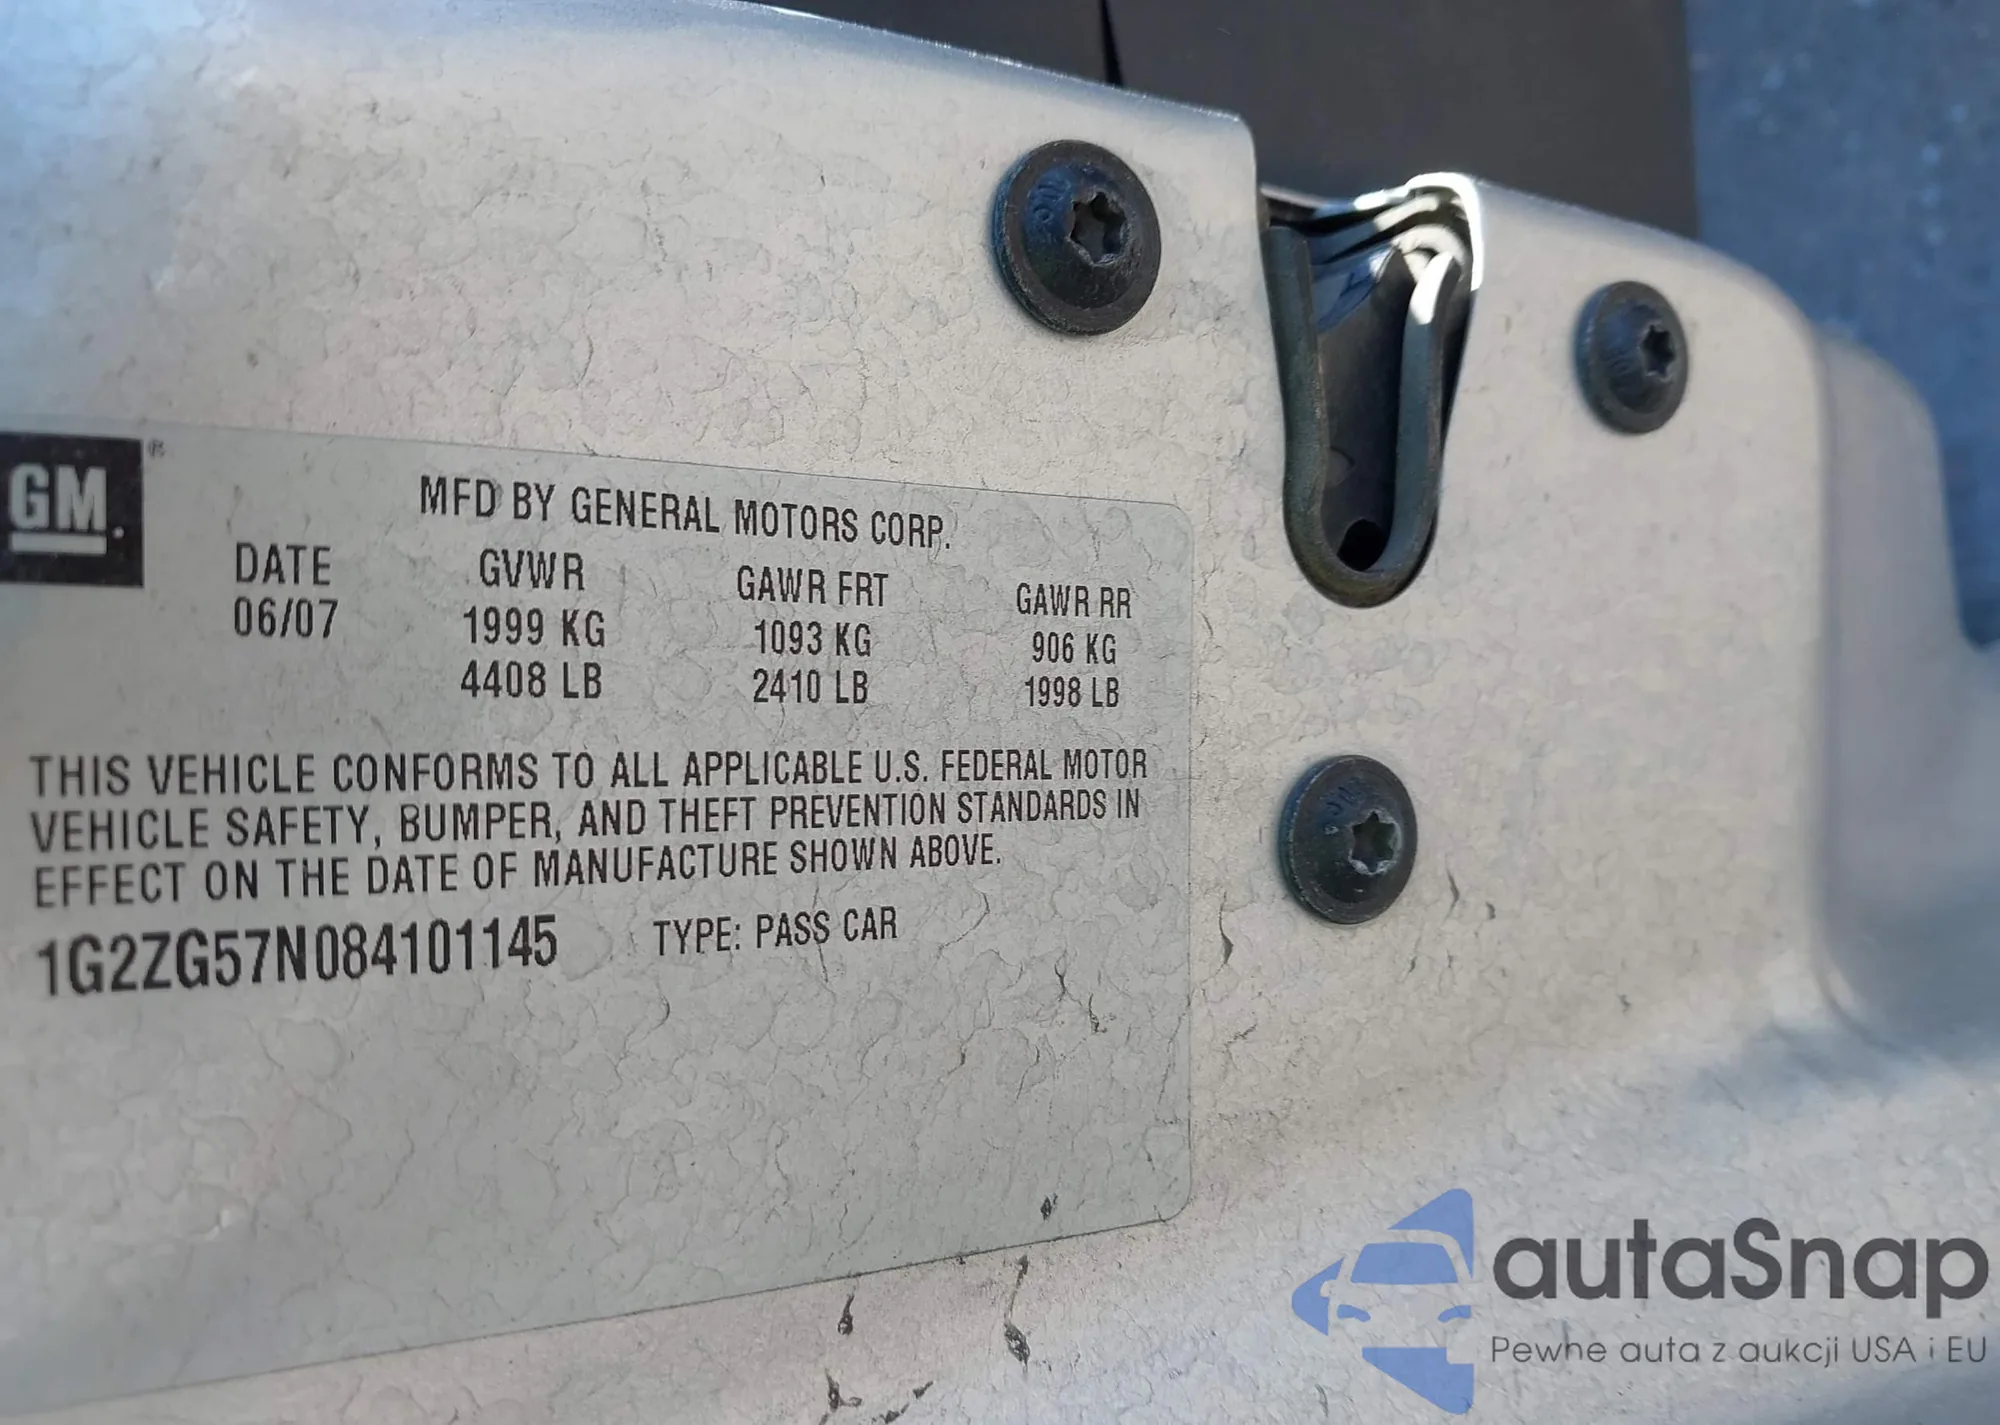 GM.
®
MFD BY GENERAL MOTORS CORP.
DATE GVWR GAWR FRT GAWR RR
06/07 1999 KG 1093 KG 906 KG
4408 LB 2410 LB 1998 LB
THIS VEHICLE CONFORMS TO ALL APPLICABLE U.S. FEDERAL MOTOR
VEHICLE SAFETY, BUMPER, AND THEFT PREVENTION STANDARDS IN
EFFECT ON THE DATE OF MANUFACTURE SHOWN ABOVE.
1G2ZG57N084101145 TYPE: PASS CAR
autaSnap
Pewne auta z aukcji USA i EU